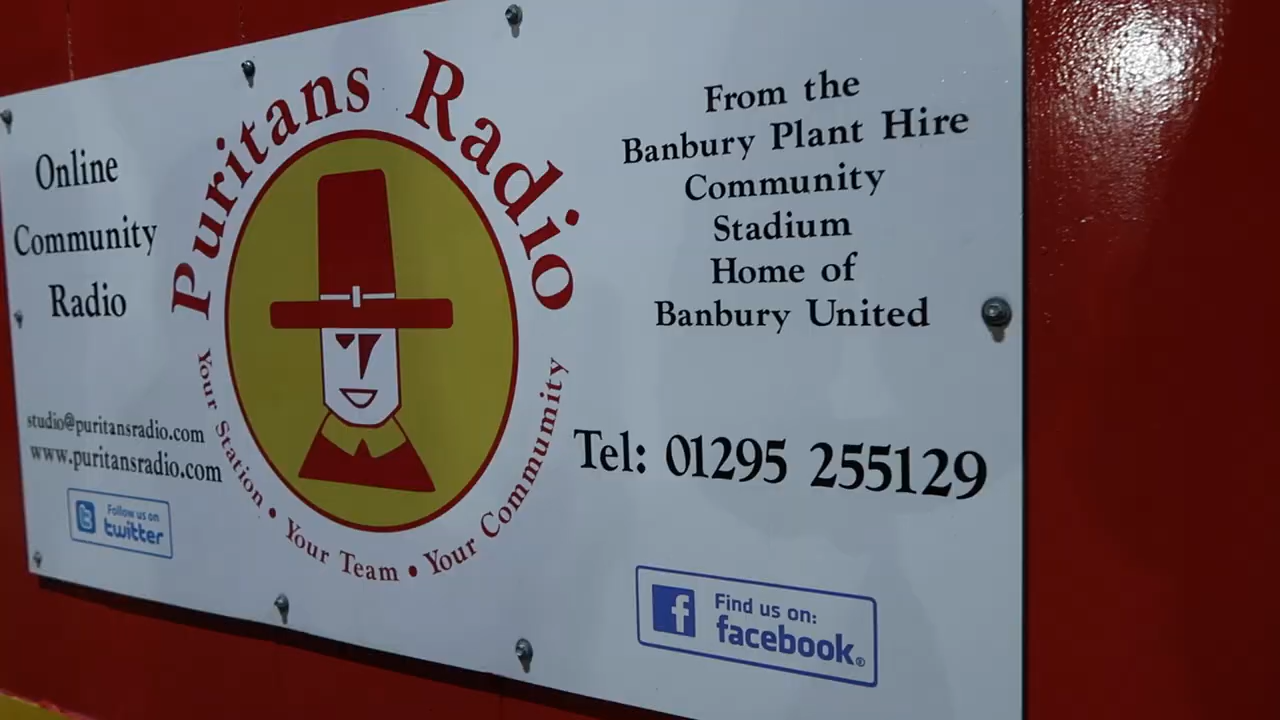 Online
Community
Radio
studio@puritansradio.com
www.puritansradio.com
Follow us on
twitter
Puritans Radio
Your Station • Your Team • Your Community
From the
Banbury Plant Hire
Community
Stadium
Home of
Banbury United
Tel: 01295 255129
f Find us on:
facebook®